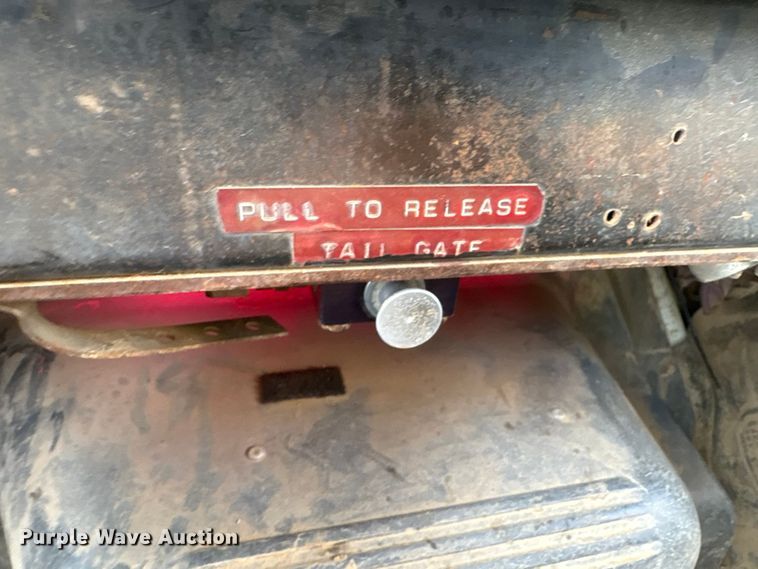 PULL TO RELEASE
TAIL GATE
Purple Wave Auction